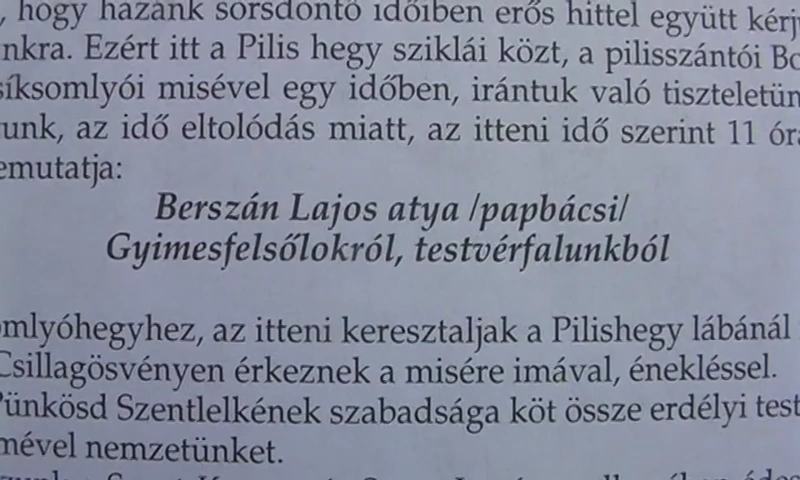 , hogy hazánk sorsdöntő időiben erős hittel együtt kérj
nkra. Ezért itt a Pilis hegy sziklái közt, a pilisszántói Bo
síksomlyói misével egy időben, irántuk való tiszteletün
unk, az idő eltolódás miatt, az itteni idő szerint 11 óra
emutatja:
Berszán Lajos atya /papbácsi/
Gyimesfelsőlokról, testvérfalunkból
omlyóhegyhez, az itteni keresztaljak a Pilishegy lábánál
Csillagösvényen érkeznek a misére imával, énekléssel.
Pünkösd Szentlelkének szabadsága köt össze erdélyi test
mével nemzetünket.